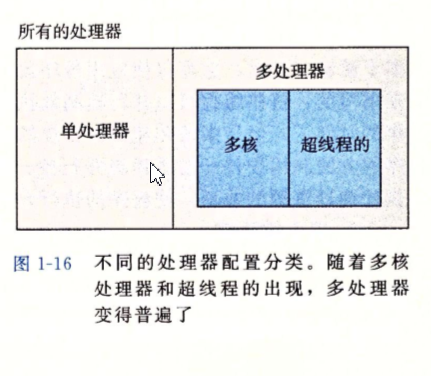 所有的处理器
多处理器
单处理器
多核
超线程的
图 1-16 不同的处理器配置分类。随着多核
处理器和超线程的出现，多处理器
变得普遍了